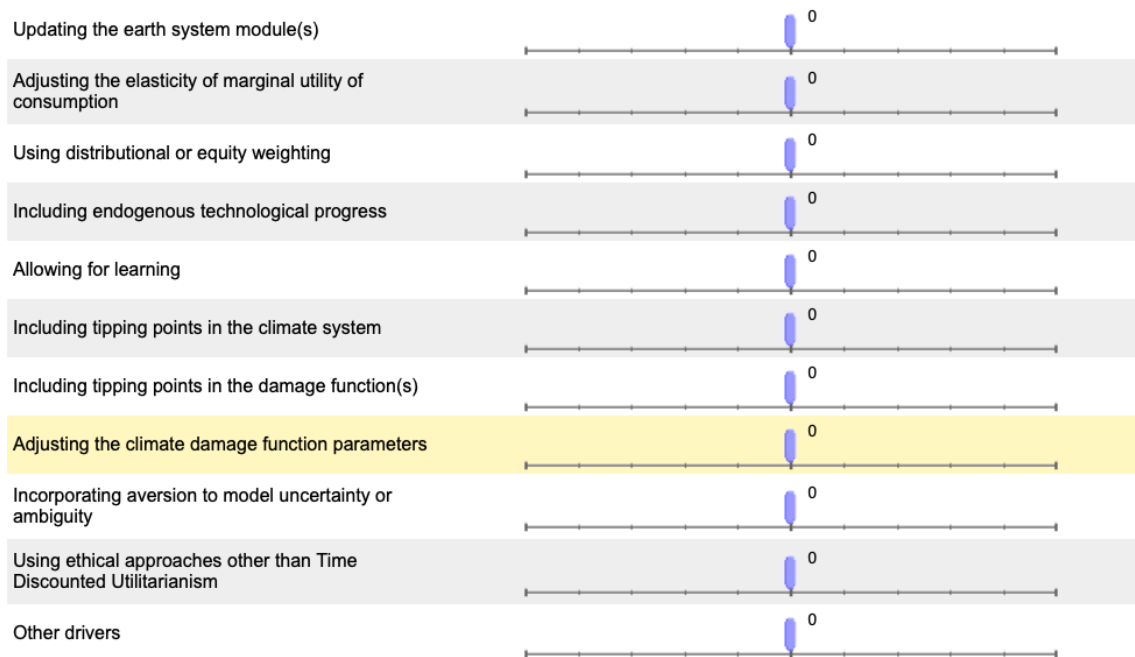 Updating the earth system module(s)
0
Adjusting the elasticity of marginal utility of
consumption
0
Using distributional or equity weighting
0
Including endogenous technological progress
0
Allowing for learning
0
Including tipping points in the climate system
0
Including tipping points in the damage function(s)
0
Adjusting the climate damage function parameters
0
Incorporating aversion to model uncertainty or
ambiguity
0
Using ethical approaches other than Time
Discounted Utilitarianism
0
Other drivers
0